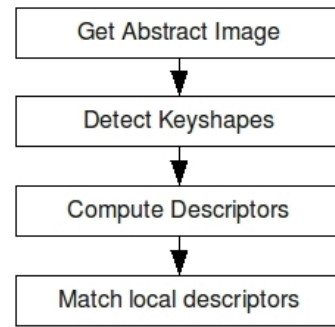 Get Abstract Image
Detect Keyshapes
Compute Descriptors
Match local descriptors